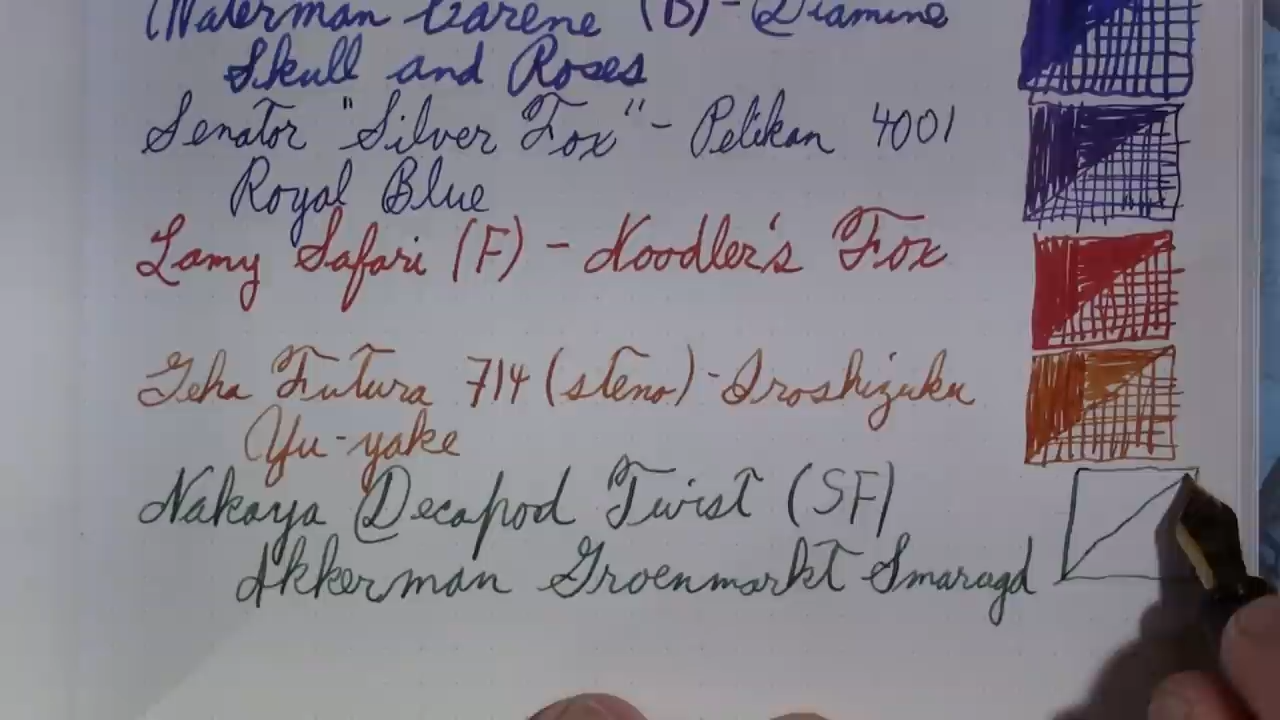 Waterman Carene (B) - Diamine
Skull and Roses
Senator "Silver Fox" - Pelikan 4001
Royal Blue
Lamy Safari (F) - Noodler's Fox
Geha Futura 714 (steno) - Iroshizuku
Yu-yake
Nakaya Decapod Twist (SF)
Akkerman Groenmarkt Smaragd